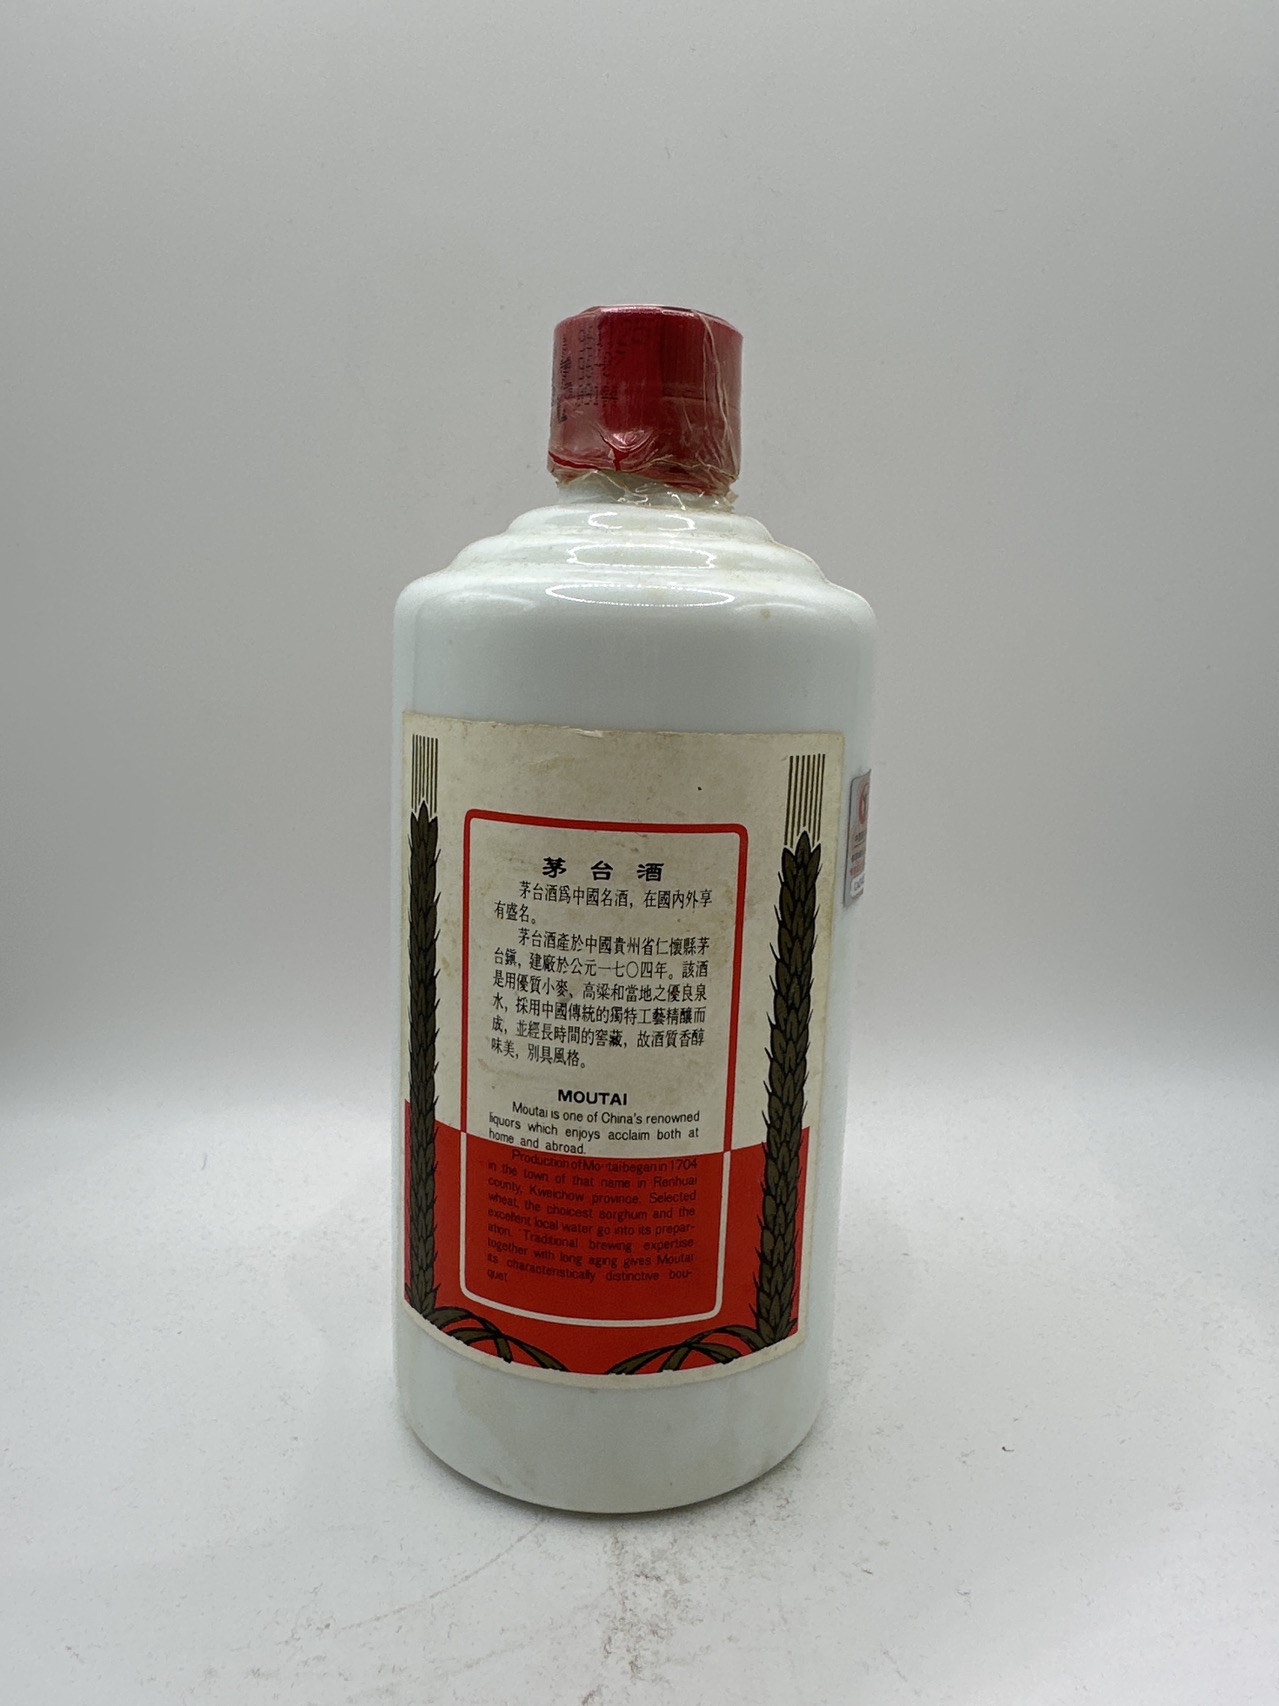 茅台酒
茅台酒爲中國名酒，在國內外享
有盛名。
茅台酒產於中國貴州省仁懷縣茅
台鎭，建廠於公元一七〇四年。該酒
是用優質小麥、高粱和當地之優良泉
水，採用中國傳統的獨特工藝精釀而
成，並經長時間的窖藏，故酒質香醇
味美，別具風格。
MOUTAI
Moutai is one of China's renowned
liquors which enjoys acclaim both at
home and abroad.
Production of Moutai began in 1704
in the town of that name in Renhuai
county, Kweichow province. Selected
wheat, the choicest sorghum and the
excellent local water go into its prepar-
ation. Traditional brewing expertise
together with long aging gives Moutai
its characteristically distinctive bou-
quet.